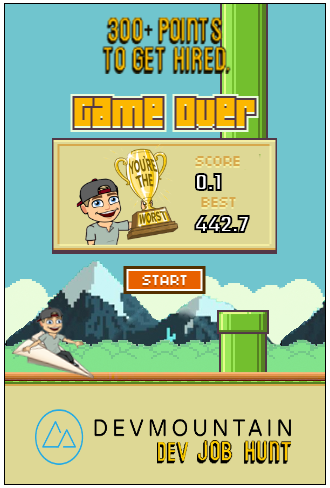 300+ POINTS
TO GET HIRED.
Game Over
YOU'RE
THE
WORST
SCORE
0.1
BEST
442.7
START
DEVMOUNTAIN
DEV JOB HUNT